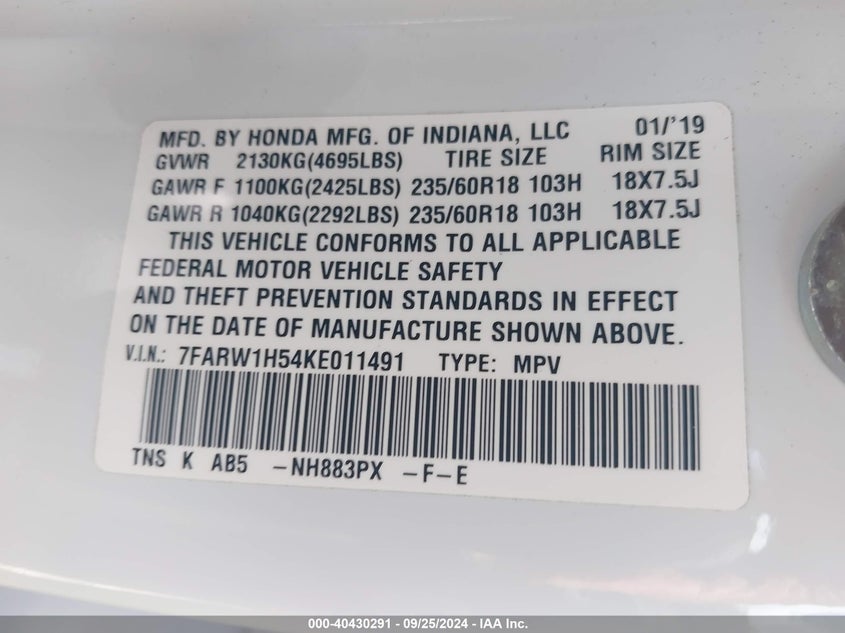 MFD. BY HONDA MFG. OF INDIANA, LLC 01/'19
GVWR 2130KG(4695LBS) TIRE SIZE RIM SIZE
GAWR F 1100KG(2425LBS) 235/60R18 103H 18X7.5J
GAWR R 1040KG(2292LBS) 235/60R18 103H 18X7.5J
THIS VEHICLE CONFORMS TO ALL APPLICABLE
FEDERAL MOTOR VEHICLE SAFETY
AND THEFT PREVENTION STANDARDS IN EFFECT
ON THE DATE OF MANUFACTURE SHOWN ABOVE.
V.I.N.: 7FARW1H54KE011491 TYPE: MPV
TNS K AB5 -NH883PX -F-E
000-40430291 - 09/25/2024 - IAA Inc.